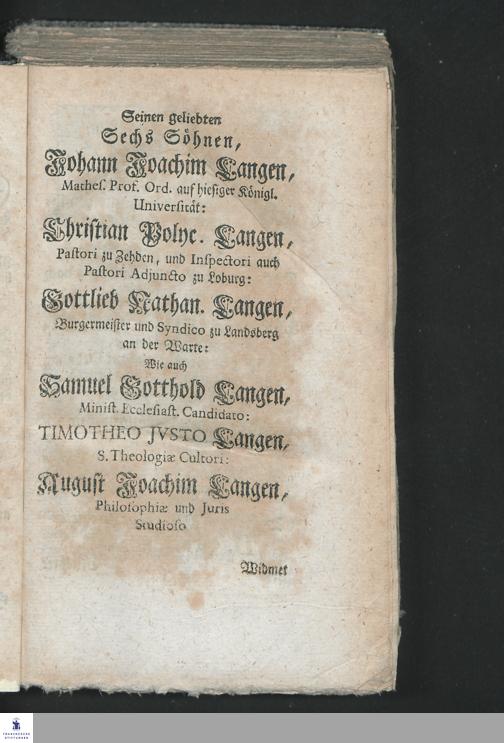 Seinen geliebten
Sechs Söhnen,
Johann Joachim Langen,
Mathes. Prof. Ord. auf hiesiger Königl.
Universität:
Christian Polyc. Langen,
Pastori zu Zehden, und Inspectori auch
Pastori Adjuncto zu Loburg:
Gottlieb Nathan. Langen,
Burgermeister und Syndico zu Landsberg
an der Warte:
Wie auch
Samuel Gotthold Langen,
Minist. Ecclesiast. Candidato:
TIMOTHEO JVSTO Langen,
S. Theologiæ Cultori:
August Joachim Langen,
Philosophiæ und Juris
Studioso
Widmet
FRANCKESCHE
STIFTUNGEN